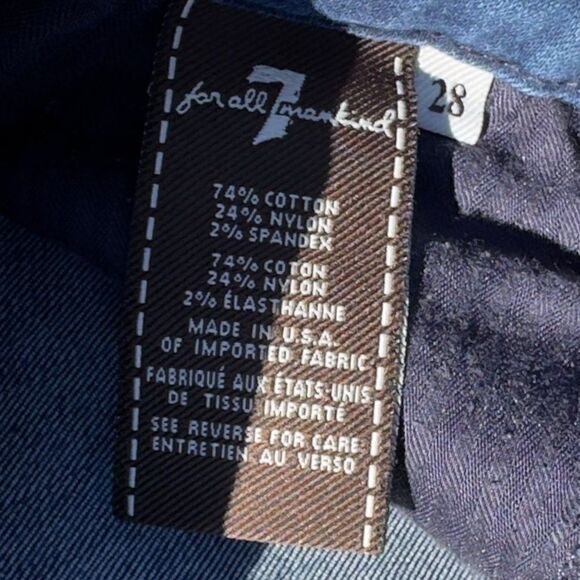 for all 7 mankind
28
74% COTTON
24% NYLON
2% SPANDEX
74% COTON
24% NYLON
2% ÉLASTHANNE
MADE IN U.S.A.
OF IMPORTED FABRIC
FABRIQUÉ AUX ÉTATS-UNIS
DE TISSU IMPORTÉ
SEE REVERSE FOR CARE
ENTRETIEN AU VERSO